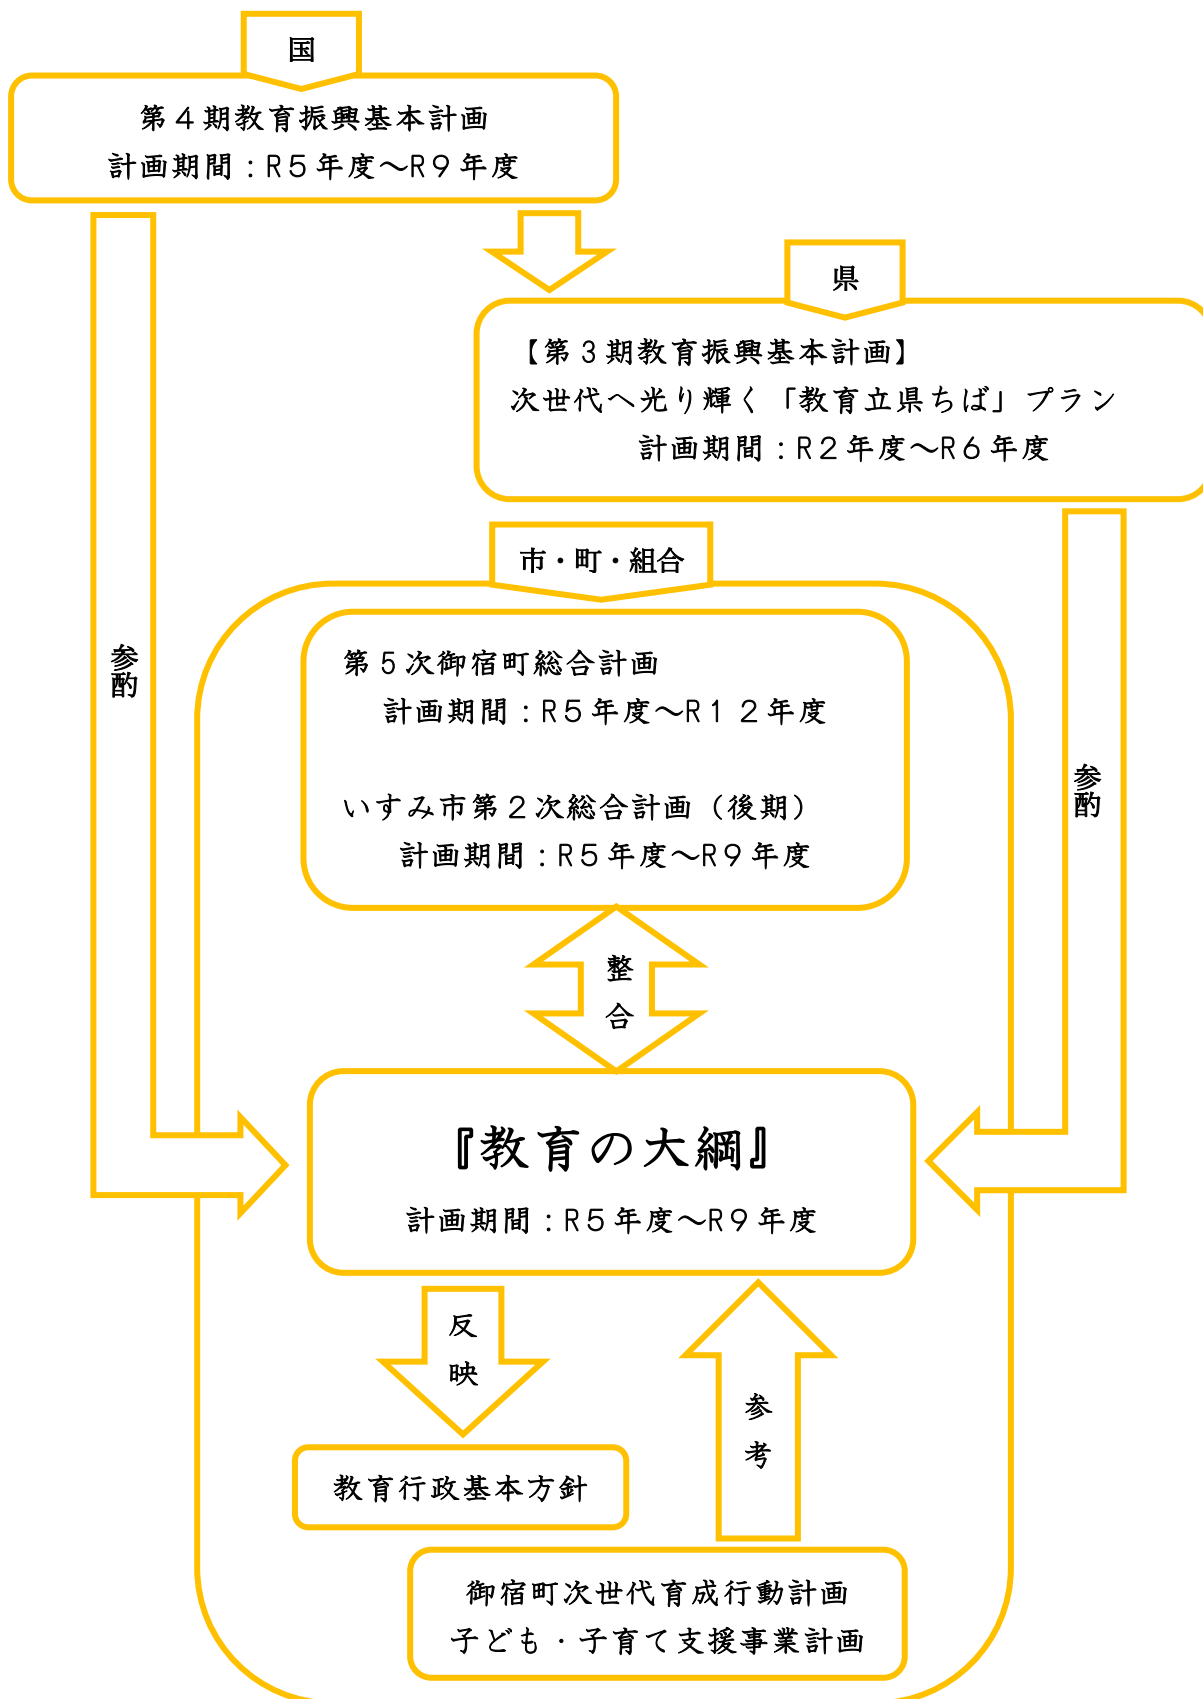 国
第4期教育振興基本計画
計画期間：R5年度～R9年度
県
【第3期教育振興基本計画】
次世代へ光り輝く「教育立県ちば」プラン
計画期間：R2年度～R6年度
市・町・組合
参酌
第5次御宿町総合計画
計画期間：R5年度～R12年度
いすみ市第2次総合計画（後期）
計画期間：R5年度～R9年度
参酌
整
合
『教育の大綱』
計画期間：R5年度～R9年度
反
映
参
考
教育行政基本方針
御宿町次世代育成行動計画
子ども・子育て支援事業計画